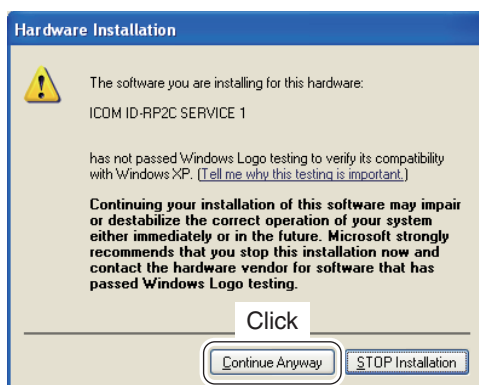 Hardware Installation
The software you are installing for this hardware:
ICOM ID-RP2C SERVICE 1
has not passed Windows Logo testing to verify its compatibility
with Windows XP. (Tell me why this testing is important.)
Continuing your installation of this software may impair
or destabilize the correct operation of your system
either immediately or in the future. Microsoft strongly
recommends that you stop this installation now and
contact the hardware vendor for software that has
passed Windows Logo testing.
Click
Continue Anyway
STOP Installation